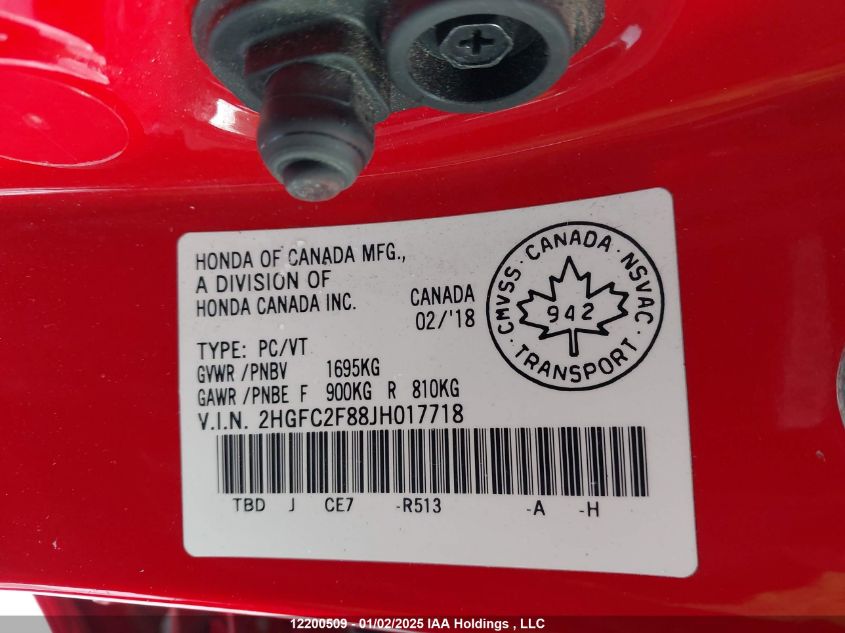 HONDA OF CANADA MFG.,
A DIVISION OF
HONDA CANADA INC.
CANADA
02/'18
CMVSS · CANADA · NSVAC
942
· TRANSPORT ·
TYPE: PC/VT
GVWR /PNBV 1695KG
GAWR /PNBE F 900KG R 810KG
V.I.N. 2HGFC2F88JH017718
TBD J CE7 -R513 -A -H
12200509 - 01/02/2025 IAA Holdings , LLC